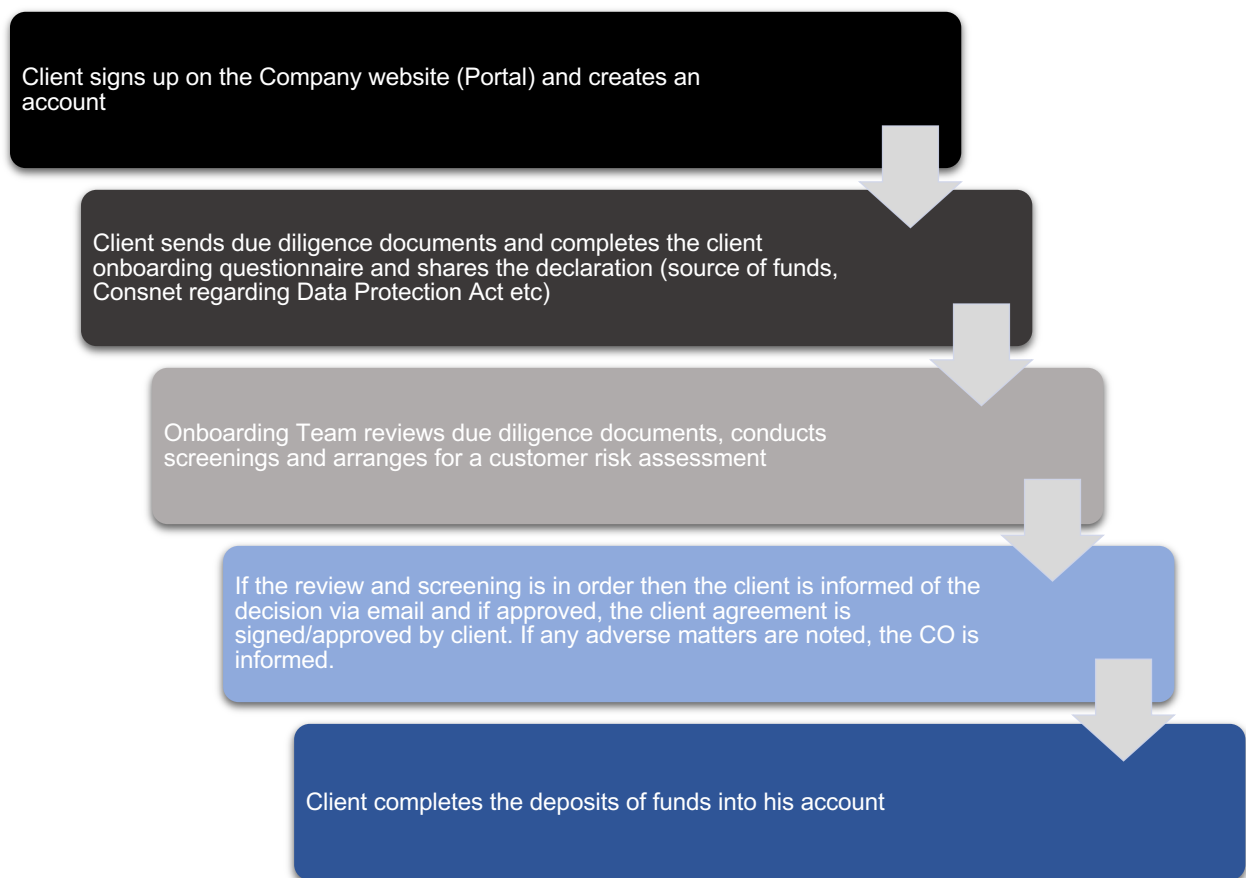 Client signs up on the Company website (Portal) and creates an
account
Client sends due diligence documents and completes the client
onboarding questionnaire and shares the declaration (source of funds,
Consnet regarding Data Protection Act etc)
Onboarding Team reviews due diligence documents, conducts
screenings and arranges for a customer risk assessment
If the review and screening is in order then the client is informed of the
decision via email and if approved, the client agreement is
signed/approved by client. If any adverse matters are noted, the CO is
informed.
Client completes the deposits of funds into his account